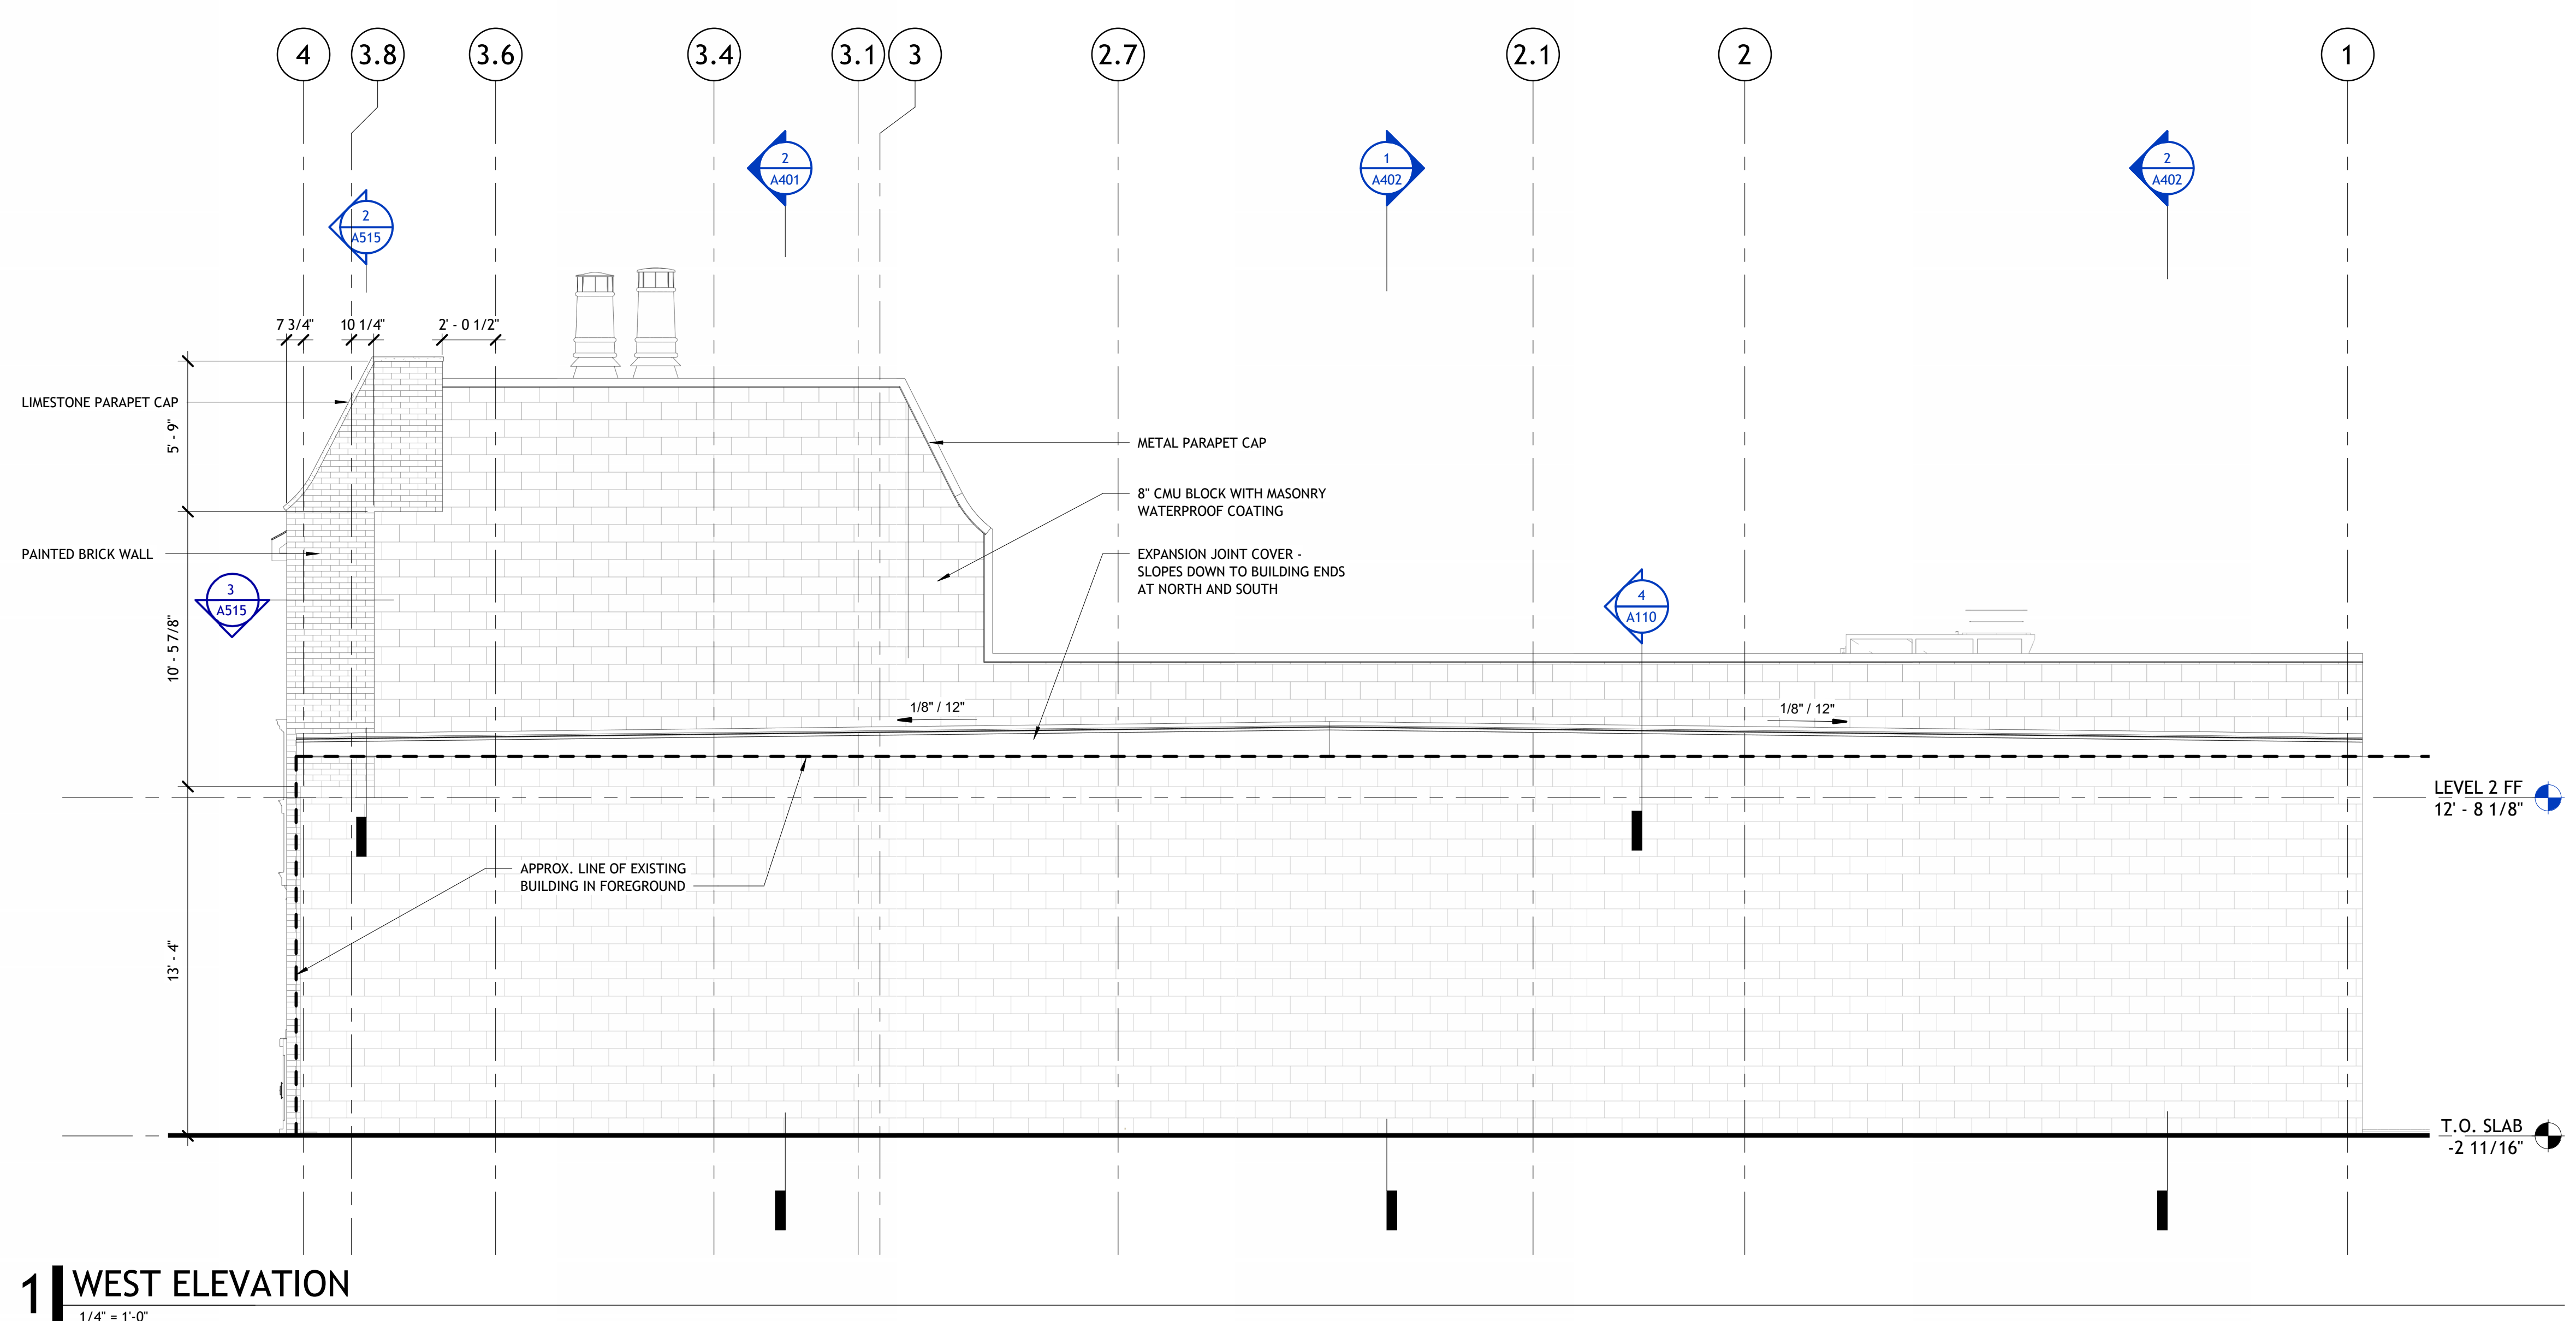 4
3.8
3.6
3.4
3.1
3
2.7
2.1
2
1
2
A401
1
A402
2
A402
2
A515
7 3/4"
10 1/4"
2' - 0 1/2"
LIMESTONE PARAPET CAP
5' - 9"
METAL PARAPET CAP
8" CMU BLOCK WITH MASONRY
WATERPROOF COATING
PAINTED BRICK WALL
EXPANSION JOINT COVER -
SLOPES DOWN TO BUILDING ENDS
AT NORTH AND SOUTH
3
A515
4
A110
10' - 5 7/8"
1/8" / 12"
1/8" / 12"
LEVEL 2 FF
12' - 8 1/8"
APPROX. LINE OF EXISTING
BUILDING IN FOREGROUND
13' - 4"
T.O. SLAB
-2 11/16"
1
WEST ELEVATION
1/4" = 1'-0"